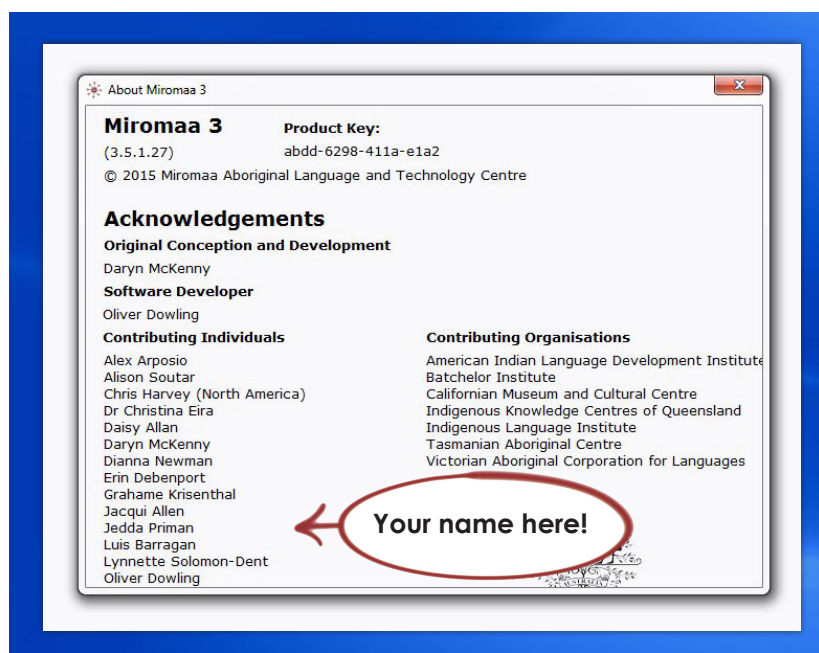 About Miromaa 3
Miromaa 3
Product Key:
(3.5.1.27)
abdd-6298-411a-e1a2
© 2015 Miromaa Aboriginal Language and Technology Centre
Acknowledgements
Original Conception and Development
Daryn McKenny
Software Developer
Oliver Dowling
Contributing Individuals
Alex Arposio
Alison Soutar
Chris Harvey (North America)
Dr Christina Eira
Daisy Allan
Daryn McKenny
Dianna Newman
Erin Debenport
Grahame Krisenthal
Jacqui Allen
Jedda Priman
Luis Barragan
Lynnette Solomon-Dent
Oliver Dowling
Contributing Organisations
American Indian Language Development Institute
Batchelor Institute
Californian Museum and Cultural Centre
Indigenous Knowledge Centres of Queensland
Indigenous Language Institute
Tasmanian Aboriginal Centre
Victorian Aboriginal Corporation for Languages
Your name here!